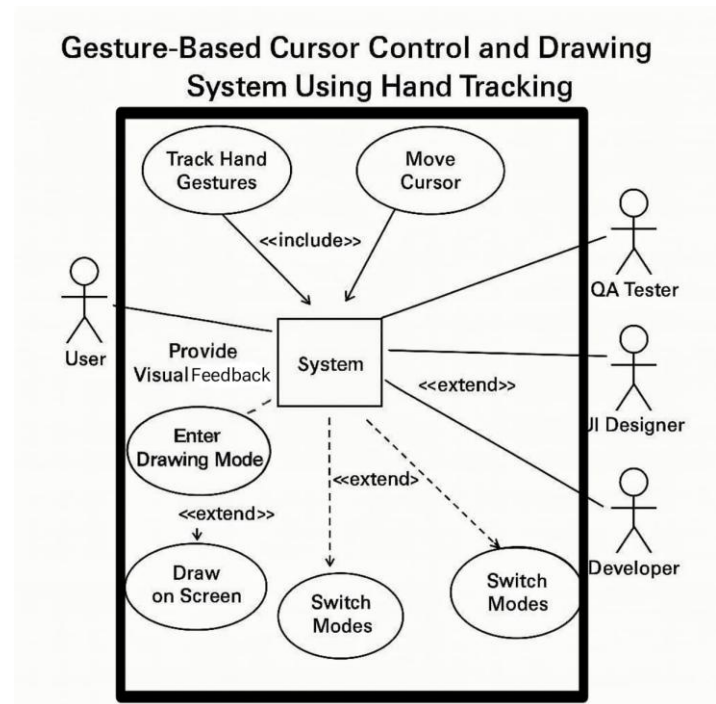 Gesture-Based Cursor Control and Drawing
System Using Hand Tracking
Track Hand
Gestures
Move
Cursor
<<include>>
QA Tester
User
Provide
Visual Feedback
System
<<extend>>
UI Designer
Enter
Drawing Mode
<<extend>
<<extend>>
Developer
Draw
on Screen
Switch
Modes
Switch
Modes